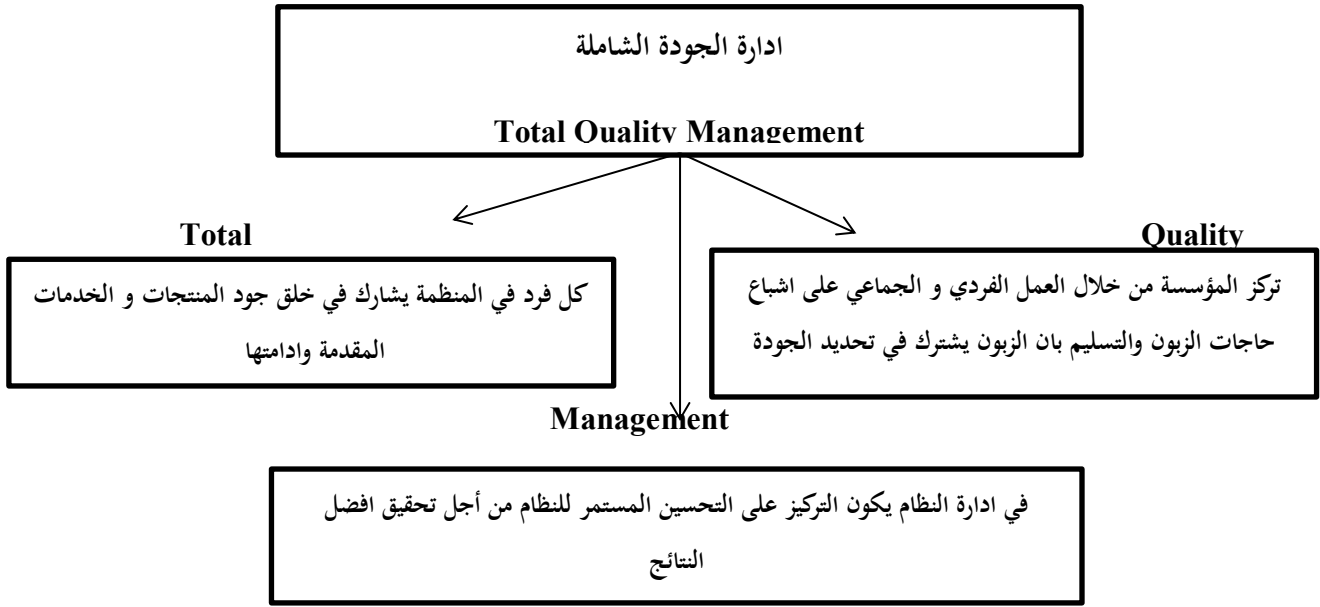 ادارة الجودة الشاملة
Total Quality Management
Total
Quality
كل فرد في المنظمة يشارك في خلق جود المنتجات و الخدمات
المقدمة وادامتها
تركز المؤسسة من خلال العمل الفردي و الجماعي على اشباع
حاجات الزبون والتسليم بان الزبون يشترك في تحديد الجودة
Management
في ادارة النظام يكون التركيز على التحسين المستمر للنظام من أجل تحقيق افضل
النتائج